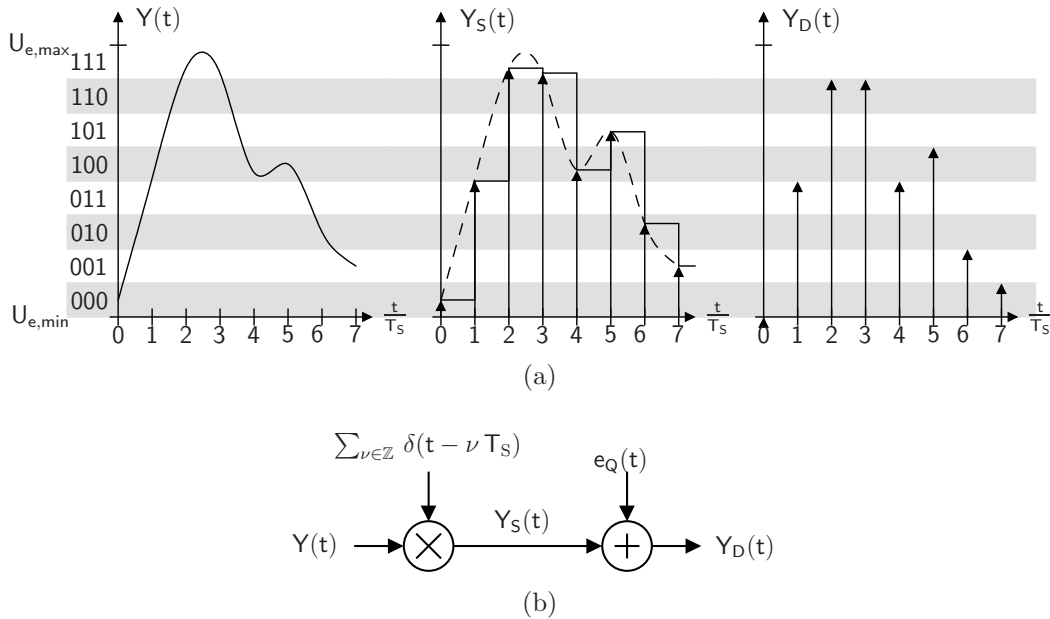 Y(t) Y_S(t) Y_D(t)
U_e,max
111
110
101
100
011
010
001
000
U_e,min
0 1 2 3 4 5 6 7 t/T_S 0 1 2 3 4 5 6 7 t/T_S 0 1 2 3 4 5 6 7 t/T_S
(a)
∑_ν∈ℤ δ(t − ν T_S) e_Q(t)
Y(t) Y_S(t) Y_D(t)
(b)